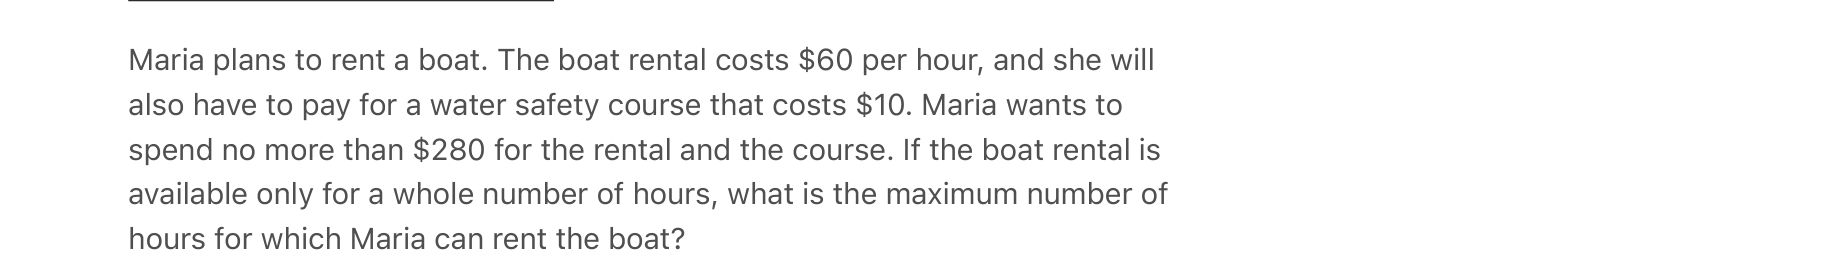 Maria plans to rent a boat. The boat rental costs $60 per hour, and she will
also have to pay for a water safety course that costs $10. Maria wants to
spend no more than $280 for the rental and the course. If the boat rental is
available only for a whole number of hours, what is the maximum number of
hours for which Maria can rent the boat?